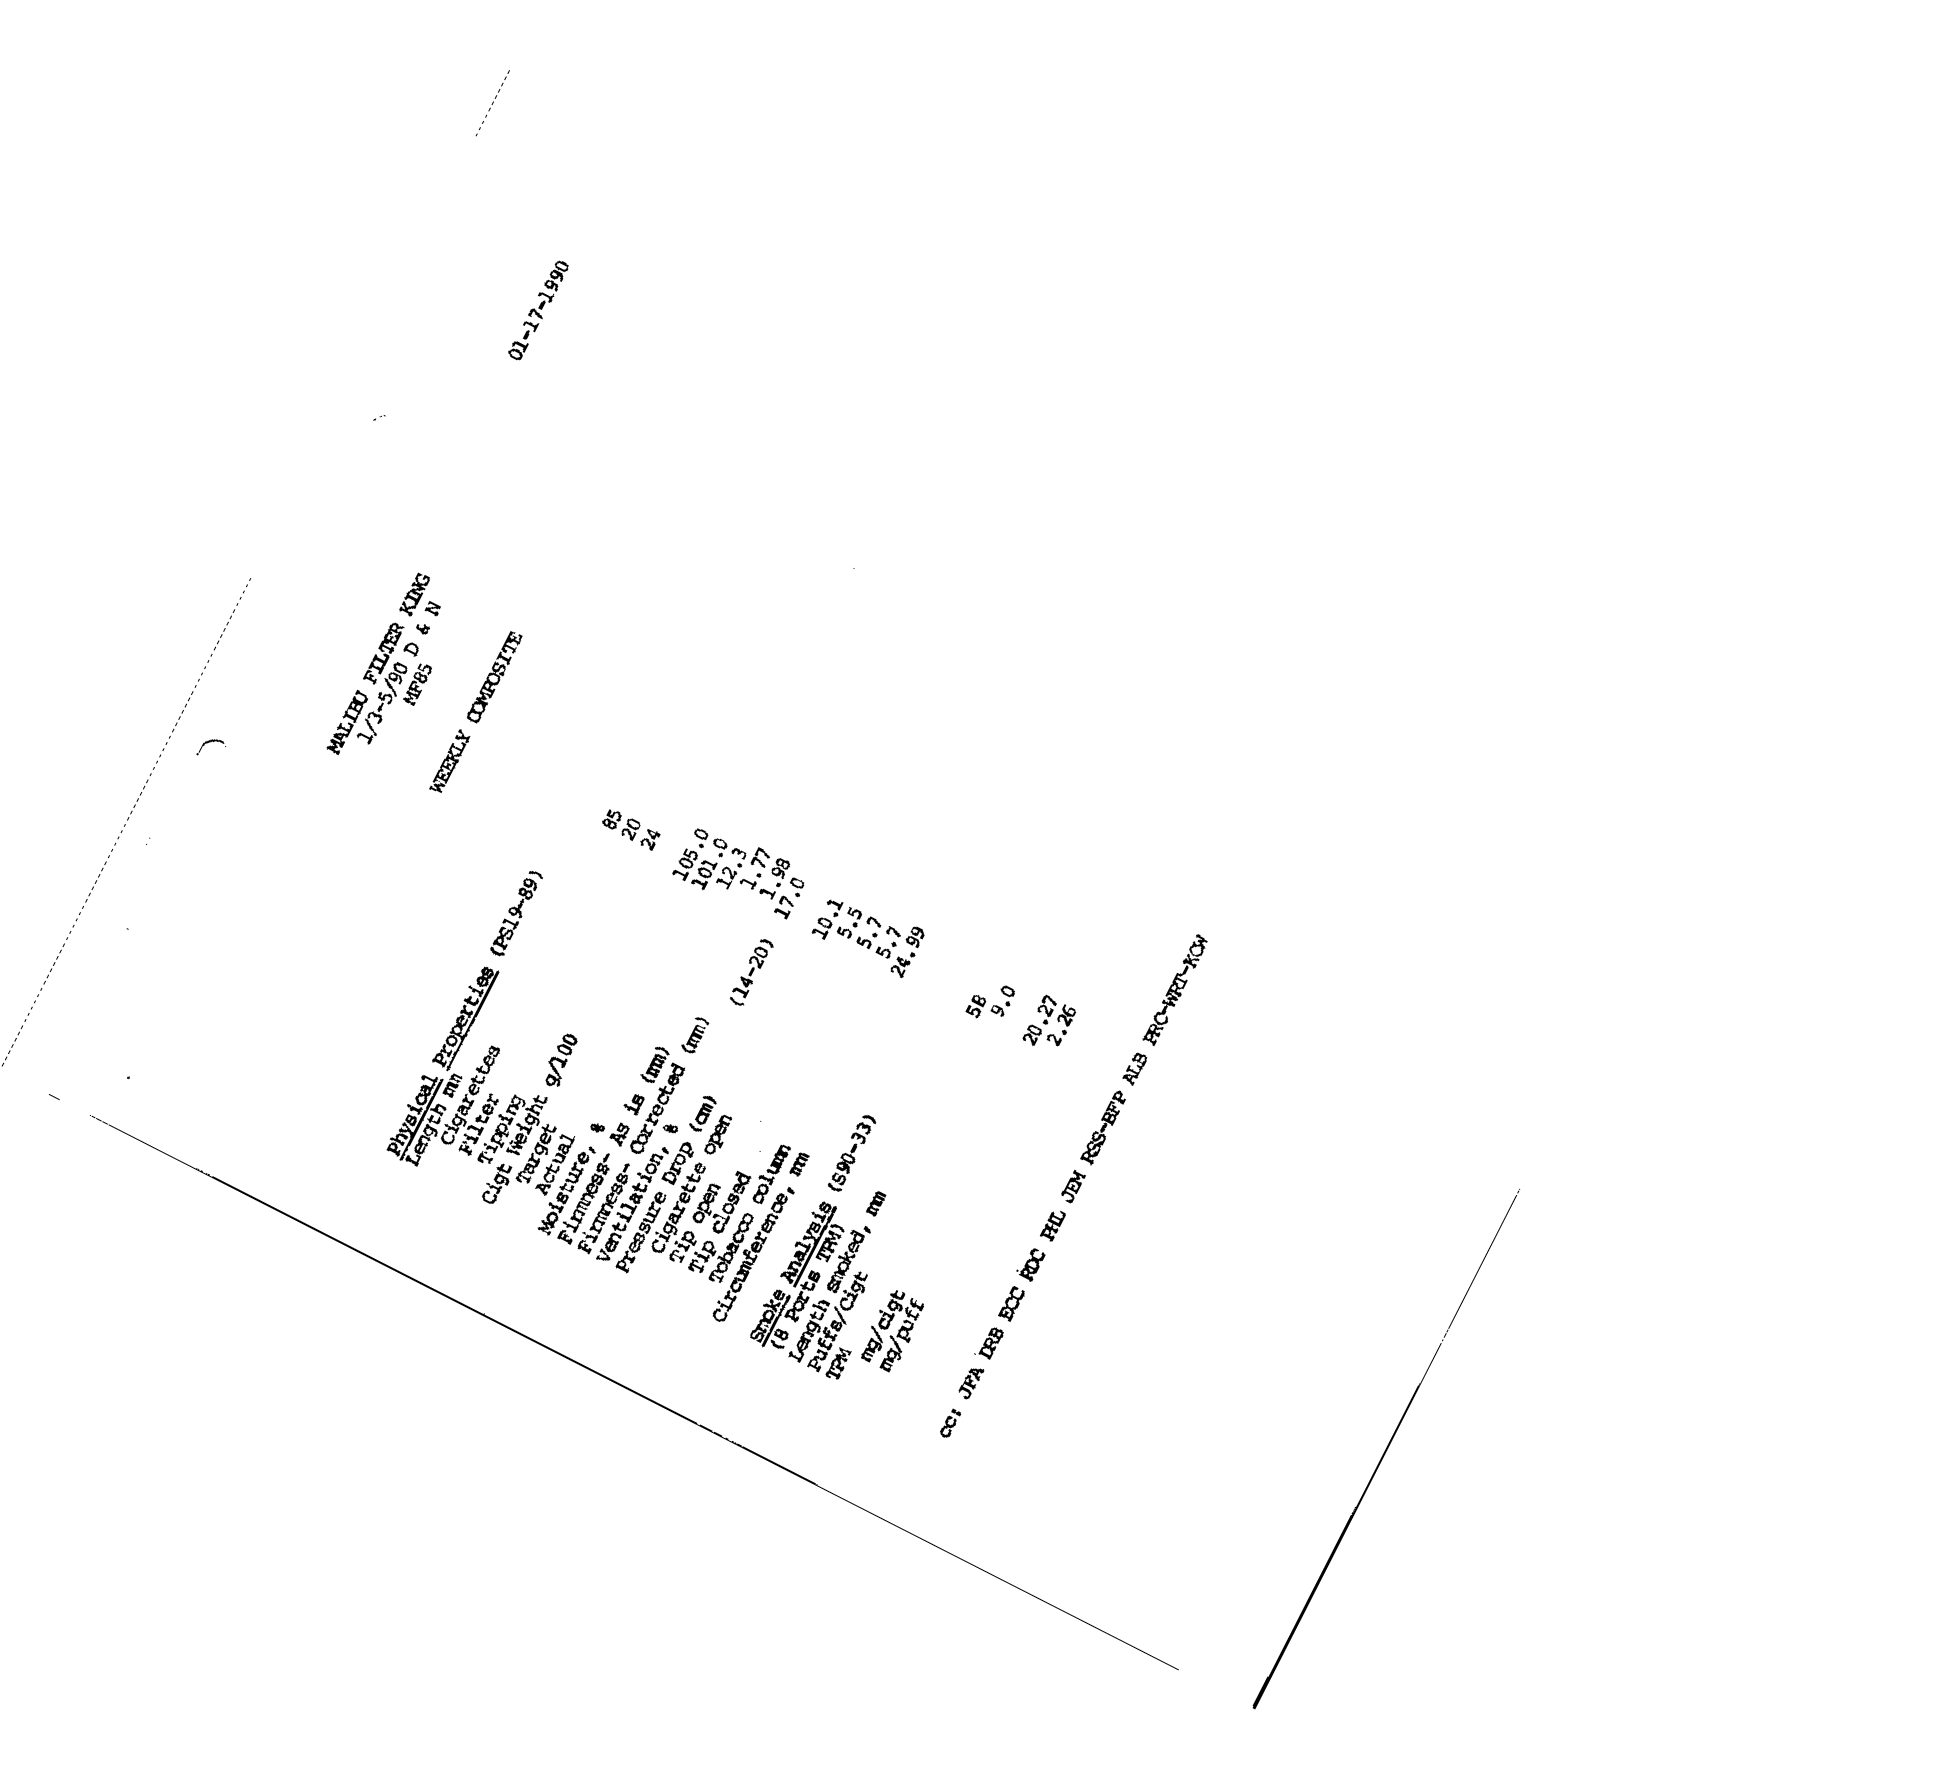 01-17-1990
MALIBU FILTER KING
1/3-5/90 D & N
MF85
WEEKLY COMPOSITE
Physical Properties (PS19-89)
Length mm
Cigarettes 85
Filter 20
Tipping 24
Cigt Weight g/100
Target 105.0
Actual 101.0
Moisture, % 12.3
Firmness- As is (mm) 1.77
Firmness- Corrected (mm) 1.98
Ventilation, % (14-20) 17.0
Pressure Drop (cm)
Cigarette open 10.1
Tip open 5.5
Tip closed 5.7
Tobacco column 5.7
Circumference, mm 24.99
Smoke Analysis (S90-33)
(8 Ports TPM)
Length smoked, mm 58
Puffs/Cigt 9.0
TPM
mg/cigt 20.27
mg/puff 2.26
cc: JFA DRB ECC RDC PHL JEM RSS-BFP ALB PRC-WRT-KCW